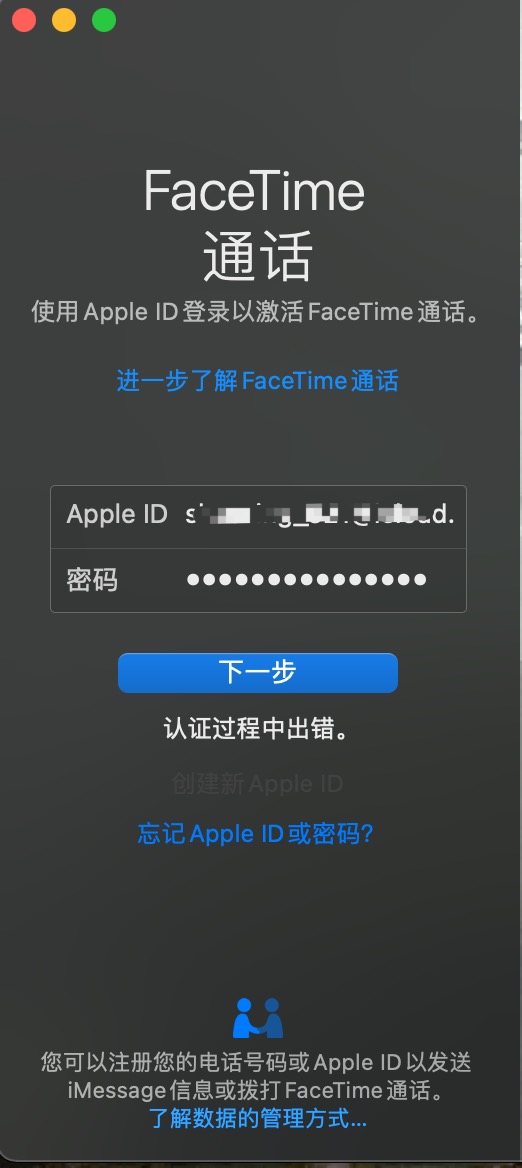 FaceTime
通话
使用 Apple ID 登录以激活 FaceTime 通话。
进一步了解 FaceTime 通话
Apple ID
密码 ●●●●●●●●●●●●●●●
下一步
认证过程中出错。
创建新 Apple ID
忘记 Apple ID 或密码?
您可以注册您的电话号码或 Apple ID 以发送
iMessage 信息或拨打 FaceTime 通话。
了解数据的管理方式...